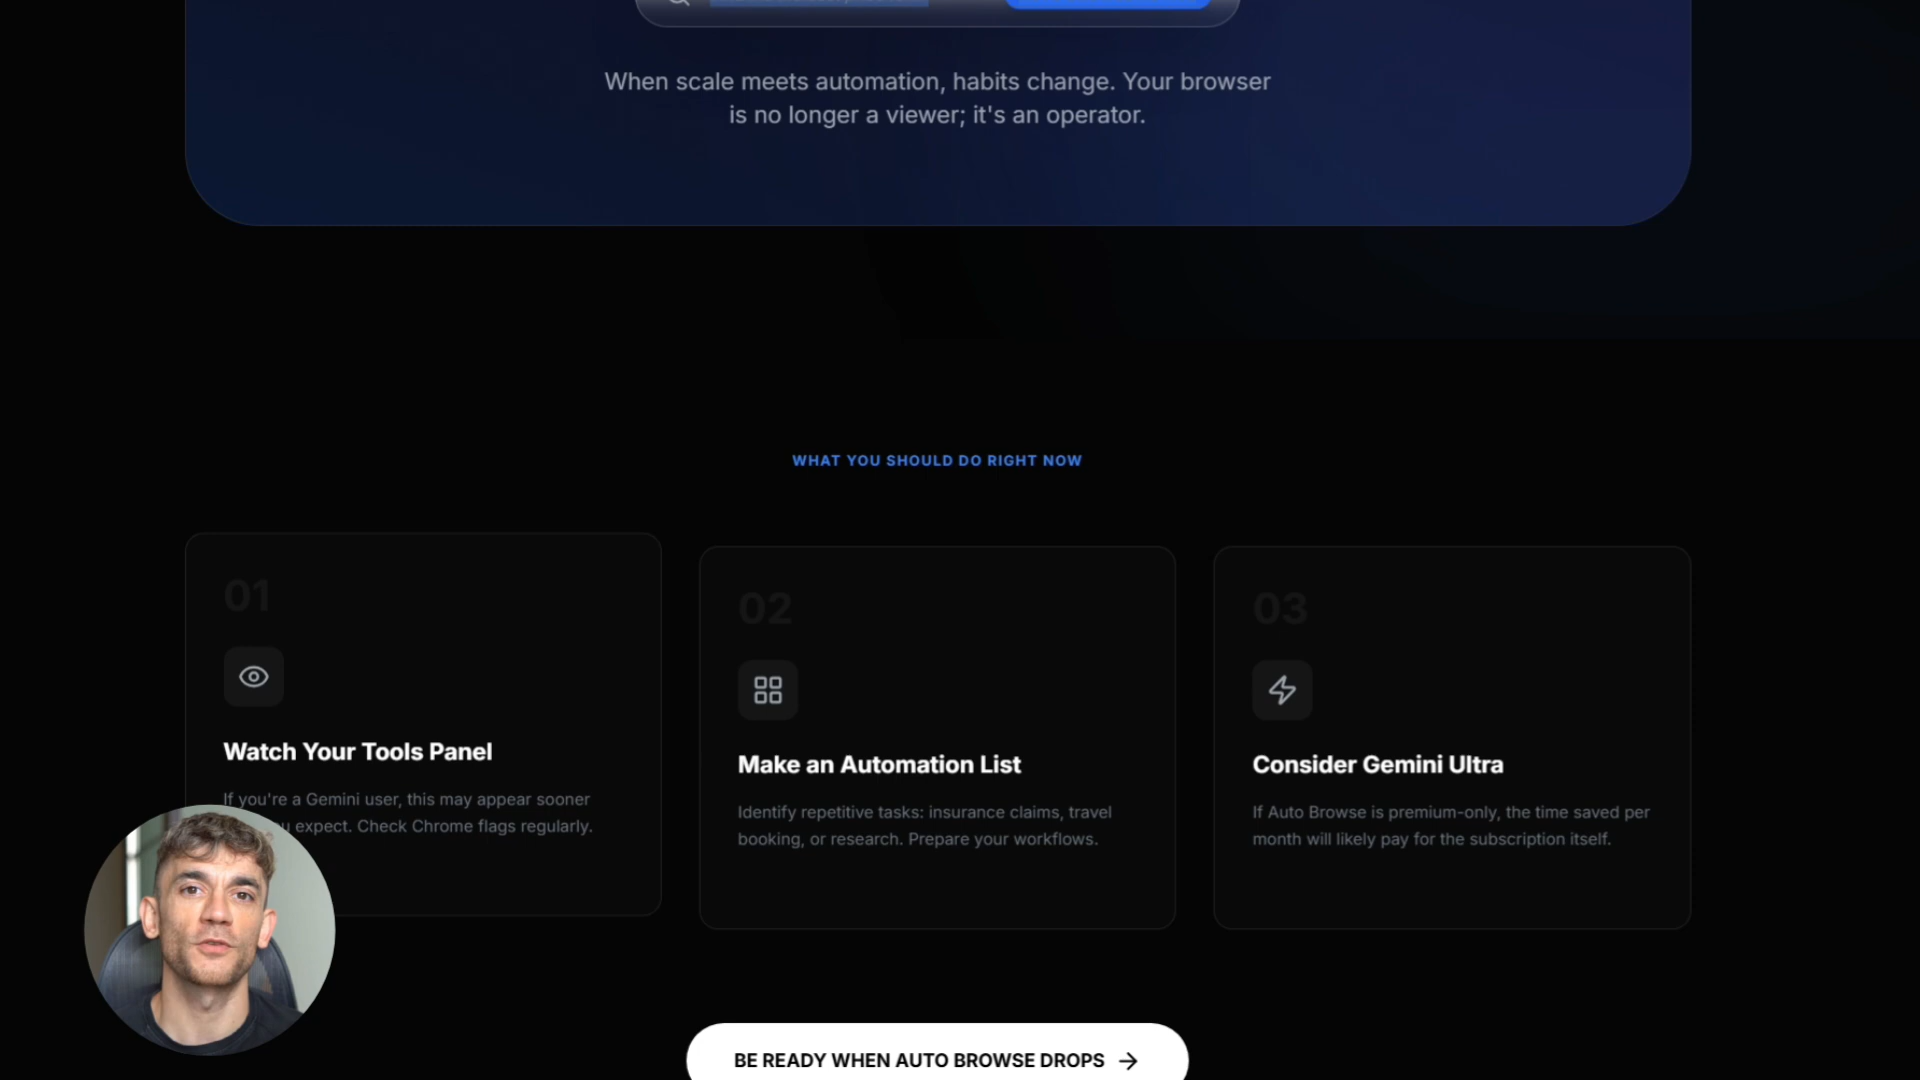 When scale meets automation, habits change. Your browser
is no longer a viewer; it's an operator.
WHAT YOU SHOULD DO RIGHT NOW
01
Watch Your Tools Panel
If you're a Gemini user, this may appear sooner
expect. Check Chrome flags regularly.
02
Make an Automation List
Identify repetitive tasks: insurance claims, travel
booking, or research. Prepare your workflows.
03
Consider Gemini Ultra
If Auto Browse is premium-only, the time saved per
month will likely pay for the subscription itself.
BE READY WHEN AUTO BROWSE DROPS →